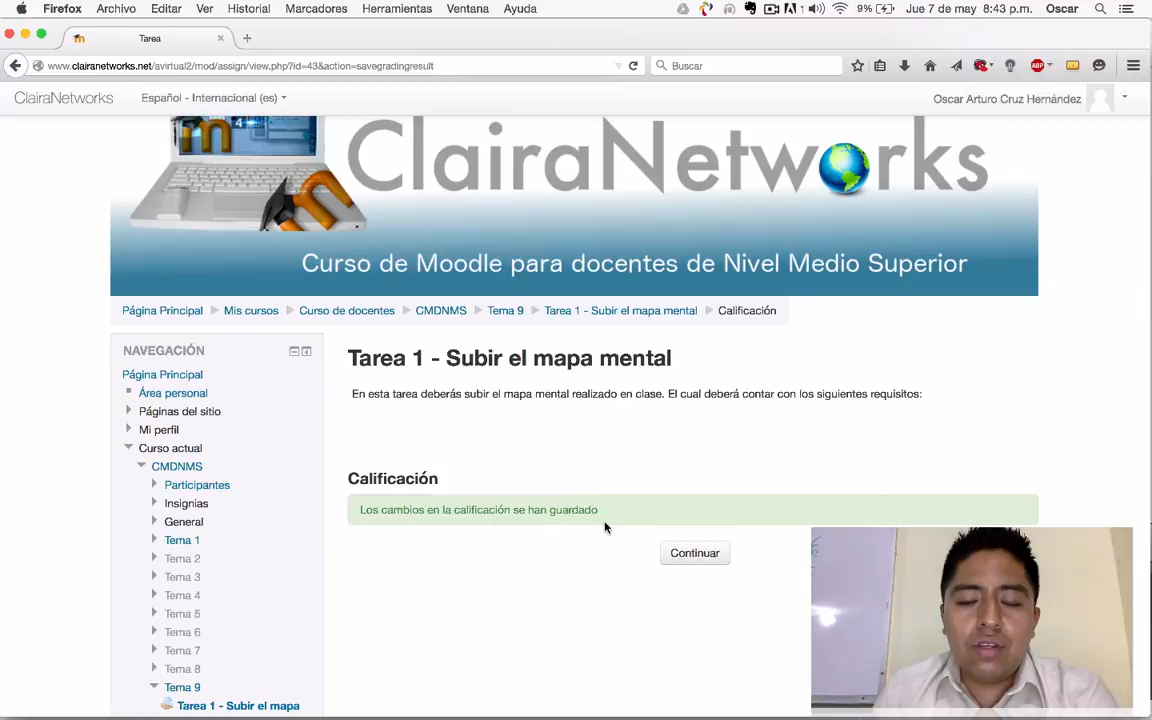 Firefox Archivo Editar Ver Historial Marcadores Herramientas Ventana Ayuda 1 9% Jue 7 de may 8:43 p.m. Oscar
Tarea
www.clairanetworks.net/avirtual2/mod/assign/view.php?id=43&action=savegradingresult
Buscar
ABP
ClairaNetworks
Español - Internacional (es)
Oscar Arturo Cruz Hernández
ClairaNetworks
Curso de Moodle para docentes de Nivel Medio Superior
Página Principal Mis cursos Curso de docentes CMDNMS Tema 9 Tarea 1 - Subir el mapa mental Calificación
NAVEGACIÓN
Página Principal
Área personal
Páginas del sitio
Mi perfil
Curso actual
CMDNMS
Participantes
Insignias
General
Tema 1
Tema 2
Tema 3
Tema 4
Tema 5
Tema 6
Tema 7
Tema 8
Tema 9
Tarea 1 - Subir el mapa
Tarea 1 - Subir el mapa mental
En esta tarea deberás subir el mapa mental realizado en clase. El cual deberá contar con los siguientes requisitos:
Calificación
Los cambios en la calificación se han guardado
Continuar